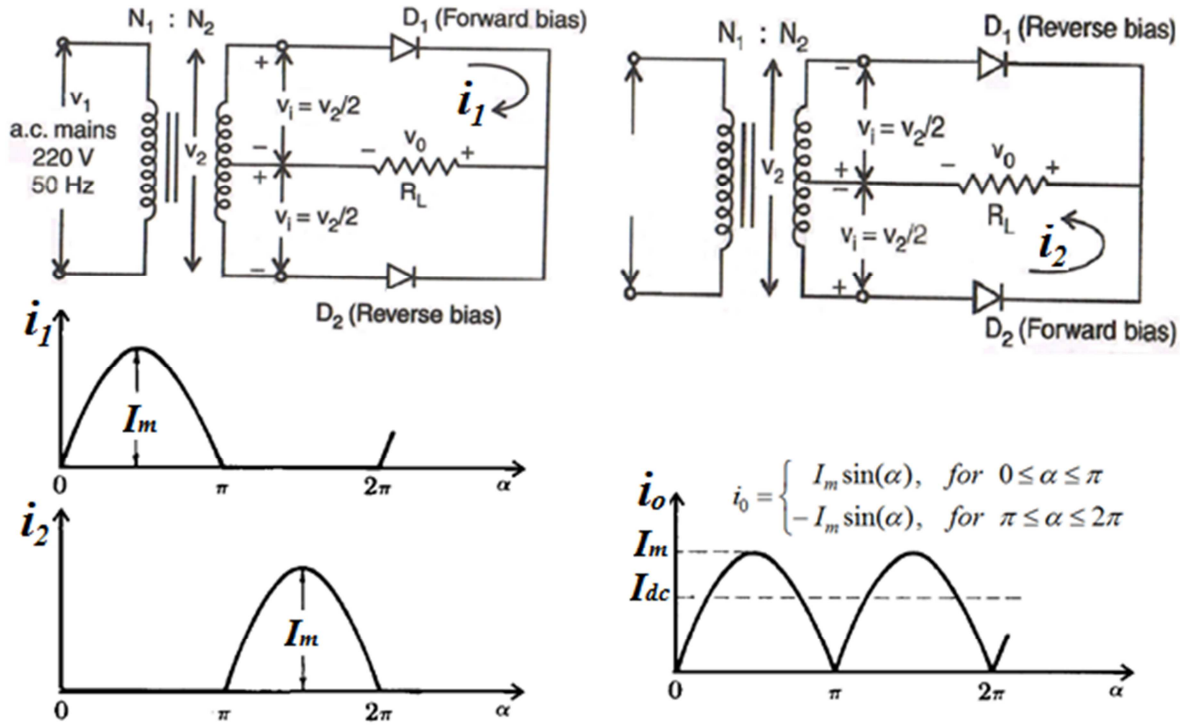 N₁ : N₂
D₁ (Forward bias)
v₁
a.c. mains
220 V
50 Hz
v₂
+
vᵢ = v₂/2
−
+
vᵢ = v₂/2
−
i₁
− v₀ +
R_L
D₂ (Reverse bias)
N₁ : N₂
D₁ (Reverse bias)
v₂
−
vᵢ = v₂/2
+
−
vᵢ = v₂/2
+
− v₀ +
R_L
i₂
D₂ (Forward bias)
i₁
Iₘ
0 π 2π α
i₂
Iₘ
0 π 2π α
i₀ = { Iₘ sin(α), for 0 ≤ α ≤ π
− Iₘ sin(α), for π ≤ α ≤ 2π
iₒ
Iₘ
I_dc
0 π 2π α